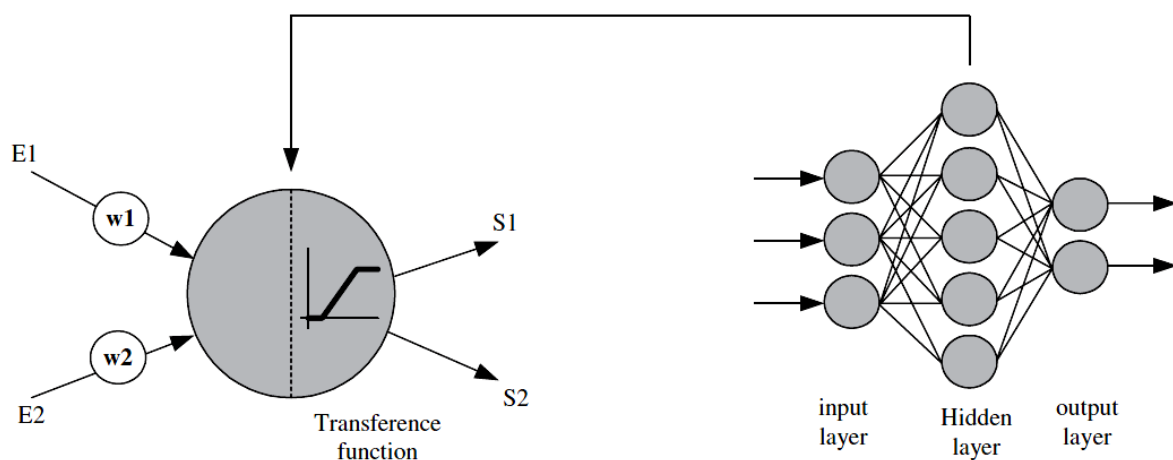 E1
w1
S1
w2
E2
S2
Transference
function
input
layer
Hidden
layer
output
layer